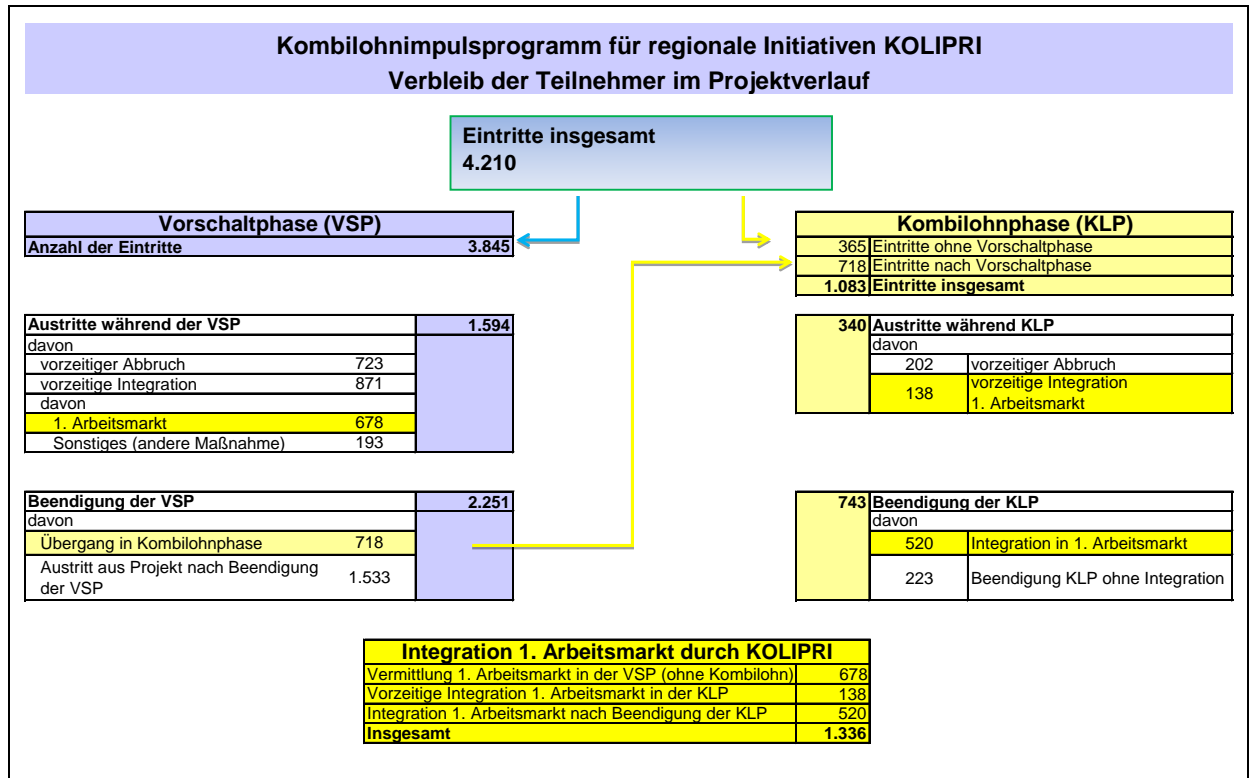 Kombilohnimpulsprogramm für regionale Initiativen KOLIPRI
Verbleib der Teilnehmer im Projektverlauf
Eintritte insgesamt
4.210
Vorschaltphase (VSP)
Anzahl der Eintritte 3.845
Kombilohnphase (KLP)
365 Eintritte ohne Vorschaltphase
718 Eintritte nach Vorschaltphase
1.083 Eintritte insgesamt
Austritte während der VSP 1.594
davon
vorzeitiger Abbruch 723
vorzeitige Integration 871
davon
1. Arbeitsmarkt 678
Sonstiges (andere Maßnahme) 193
340 Austritte während KLP
davon
202 vorzeitiger Abbruch
138 vorzeitige Integration
1. Arbeitsmarkt
Beendigung der VSP 2.251
davon
Übergang in Kombilohnphase 718
Austritt aus Projekt nach Beendigung
der VSP 1.533
743 Beendigung der KLP
davon
520 Integration in 1. Arbeitsmarkt
223 Beendigung KLP ohne Integration
Integration 1. Arbeitsmarkt durch KOLIPRI
Vermittlung 1. Arbeitsmarkt in der VSP (ohne Kombilohn) 678
Vorzeitige Integration 1. Arbeitsmarkt in der KLP 138
Integration 1. Arbeitsmarkt nach Beendigung der KLP 520
Insgesamt 1.336